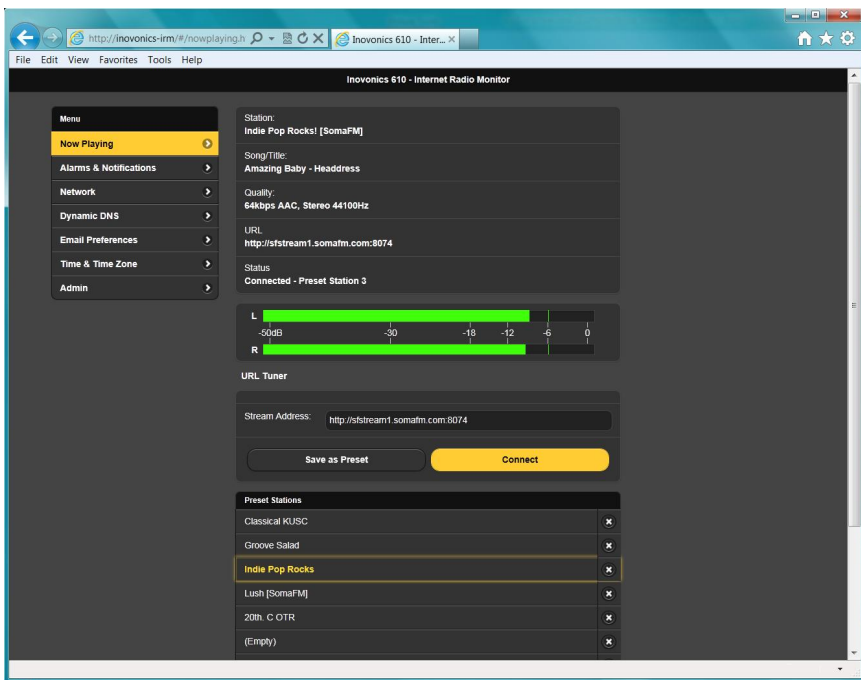 http://inovonics-irm/#/nowplaying.h
Inovonics 610 - Inter...
File Edit View Favorites Tools Help
Inovonics 610 - Internet Radio Monitor
Menu
Now Playing
Alarms & Notifications
Network
Dynamic DNS
Email Preferences
Time & Time Zone
Admin
Station:
Indie Pop Rocks! [SomaFM]
Song/Title:
Amazing Baby - Headdress
Quality:
64kbps AAC, Stereo 44100Hz
URL
http://sfstream1.somafm.com:8074
Status
Connected - Preset Station 3
L
-50dB -30 -18 -12 -6 0
R
URL Tuner
Stream Address: http://sfstream1.somafm.com:8074
Save as Preset Connect
Preset Stations
Classical KUSC
Groove Salad
Indie Pop Rocks
Lush [SomaFM]
20th. C OTR
(Empty)